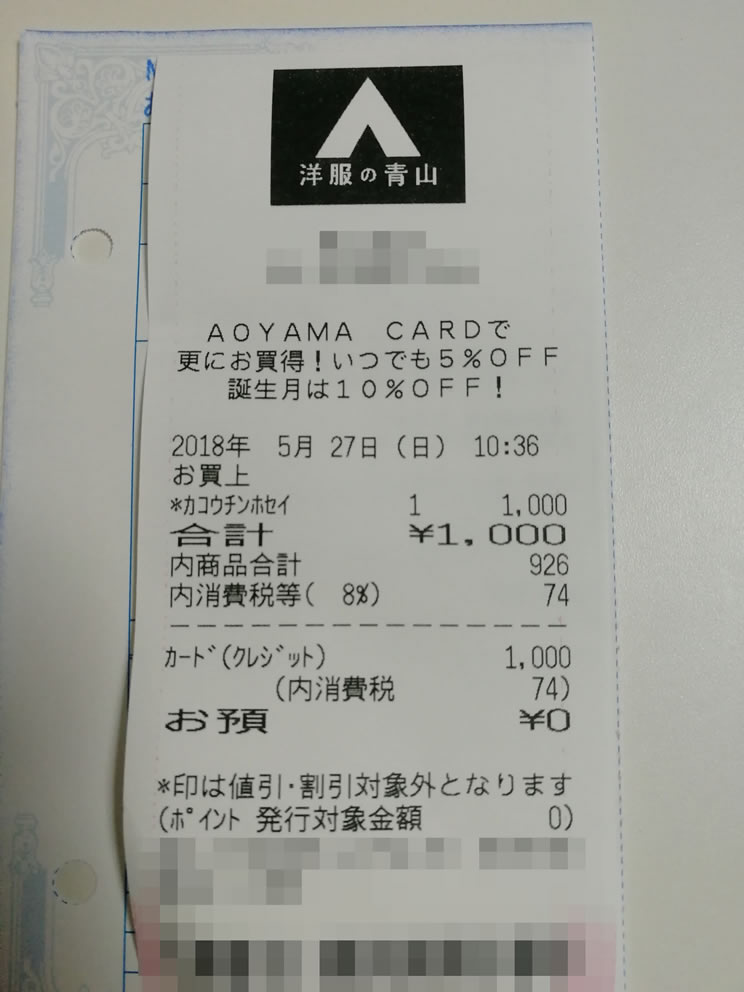 洋服の青山
AOYAMA CARDで
更にお買得!いつでも5%OFF
誕生月は10%OFF!
2018年 5月 27日(日) 10:36
お買上
*ｶｺｳﾁﾝﾎｾｲ 1 1,000
合計 ¥1,000
内商品合計 926
内消費税等( 8%) 74
ｶｰﾄﾞ(ｸﾚｼﾞｯﾄ) 1,000
(内消費税 74)
お預 ¥0
*印は値引･割引対象外となります
(ﾎﾟｲﾝﾄ 発行対象金額 0)